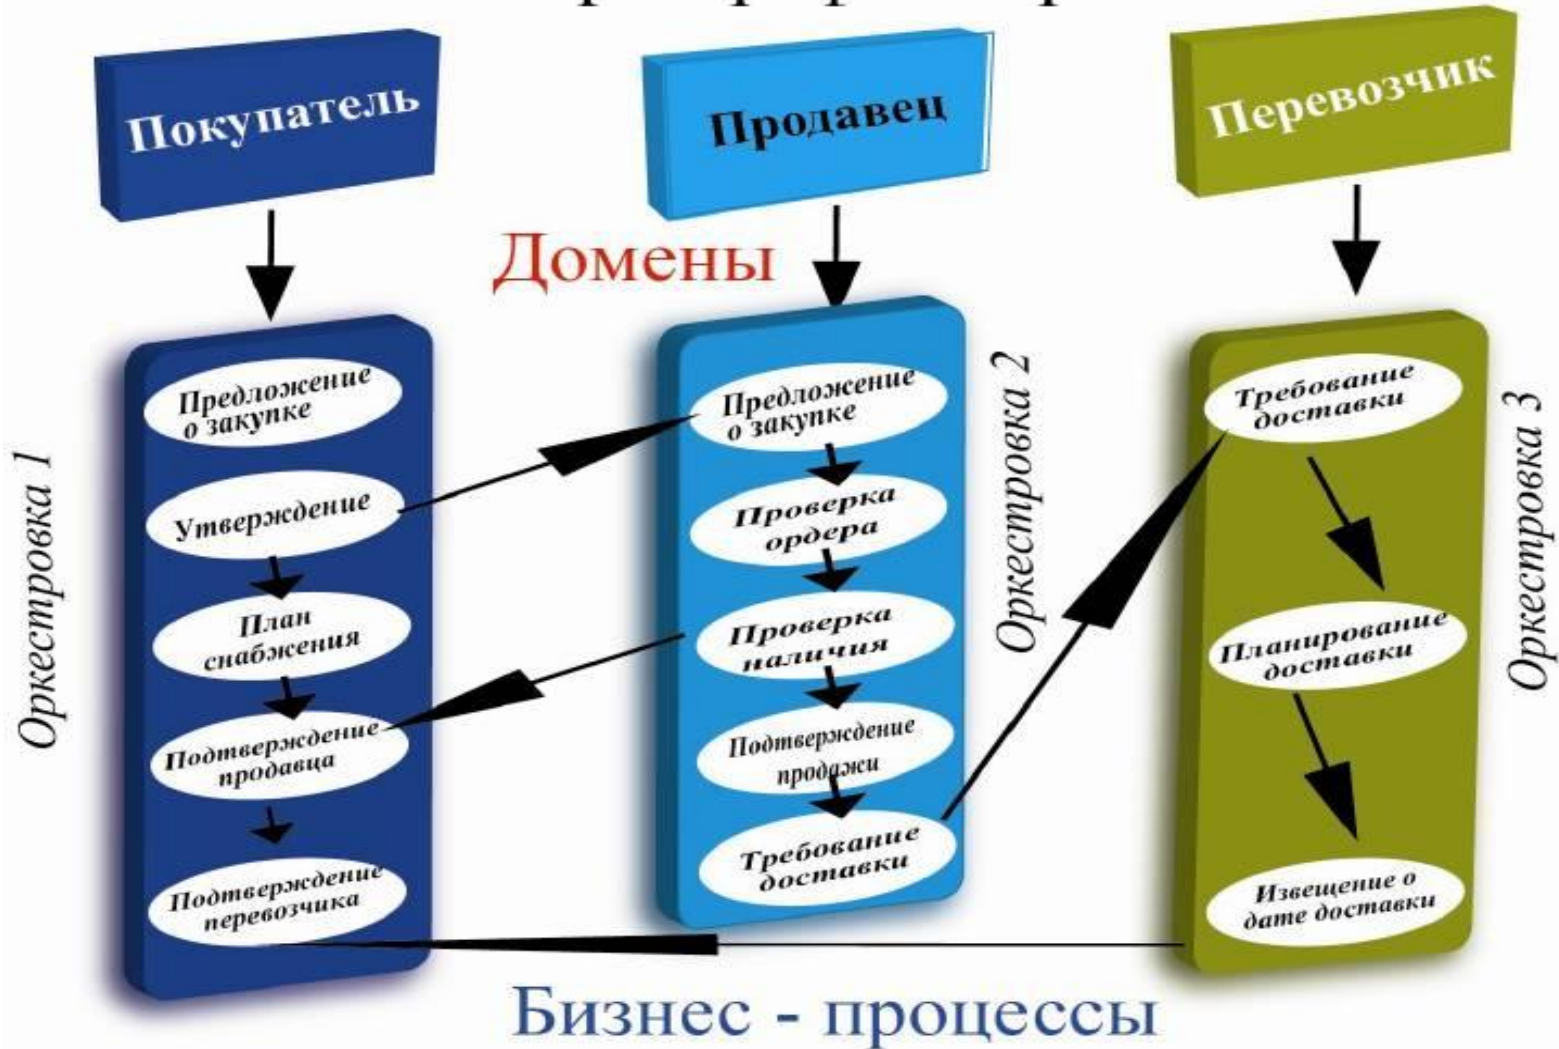 Покупатель
Продавец
Перевозчик
Домены
Оркестровка 1
Предложение
о закупке
Утверждение
План
снабжения
Подтверждение
продавца
Подтверждение
перевозчика
Предложение
о закупке
Проверка
ордера
Проверка
наличия
Подтверждение
продажи
Требование
доставки
Оркестровка 2
Требование
доставки
Планирование
доставки
Извещение о
дате доставки
Оркестровка 3
Бизнес - процессы